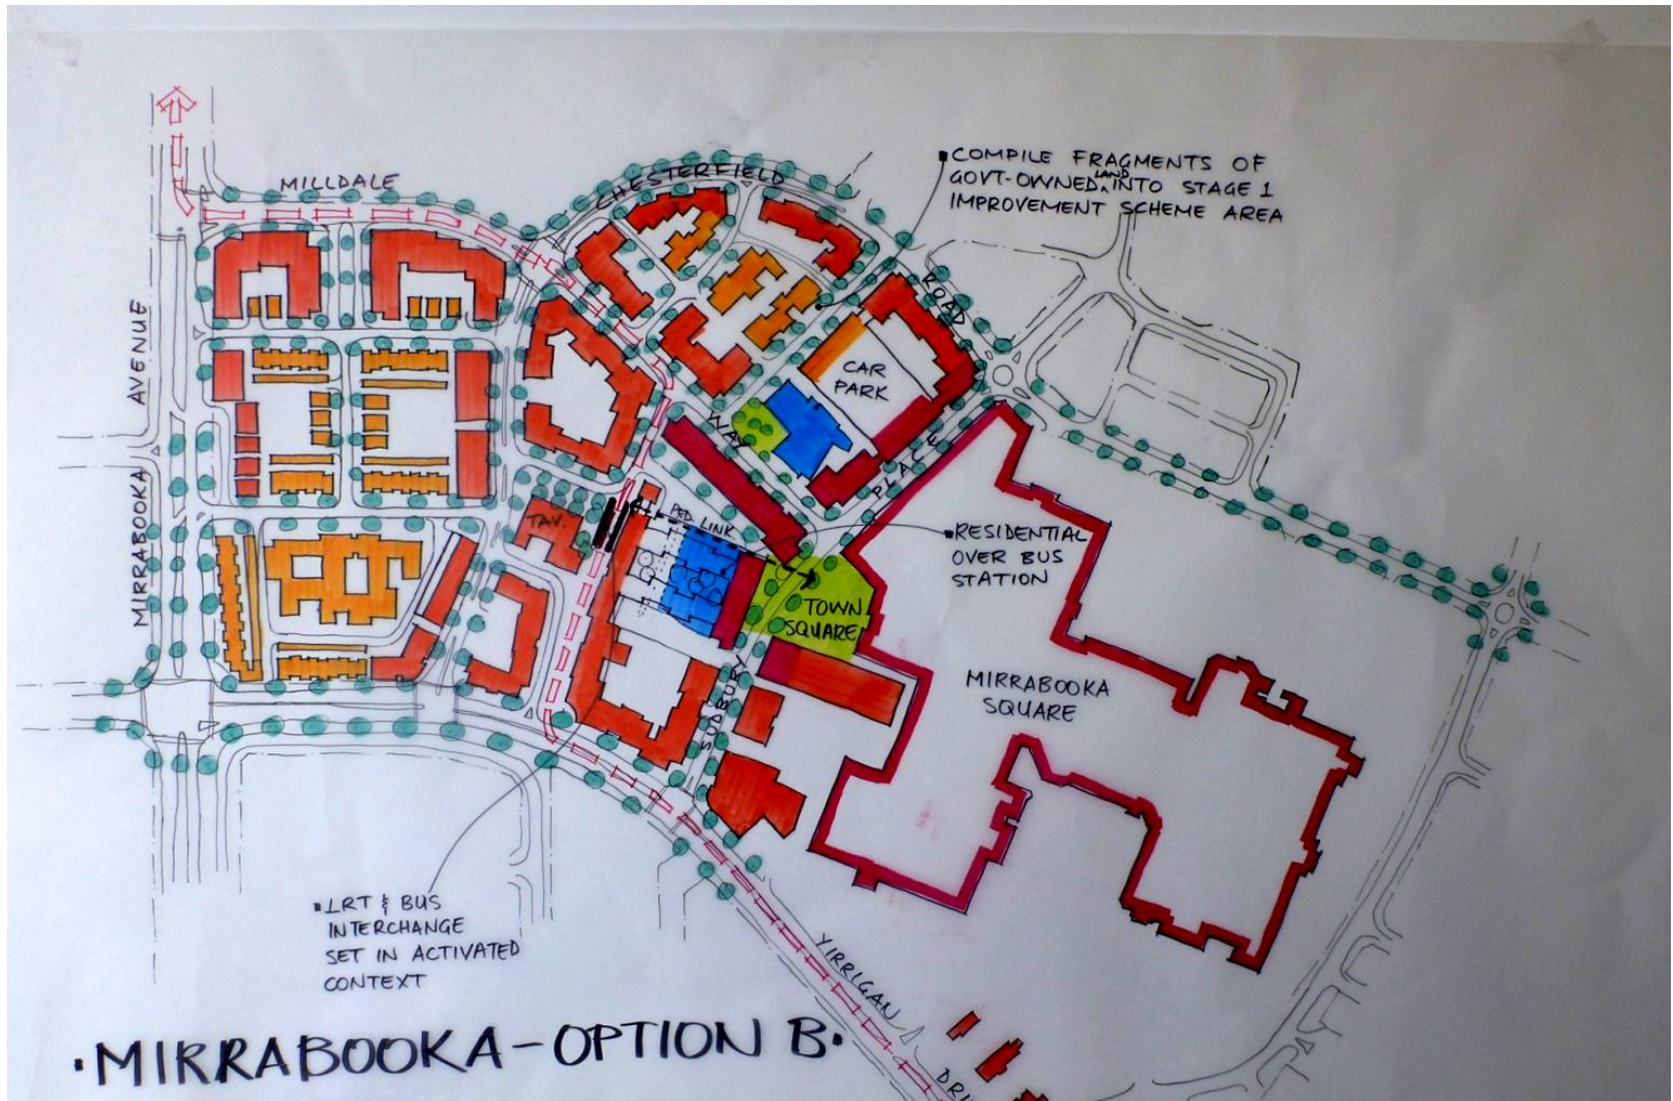 MILLDALE
CHESTERFIELD
ROAD
▪COMPILE FRAGMENTS OF
GOVT-OWNED LAND INTO STAGE 1
IMPROVEMENT SCHEME AREA
MIRRABOOKA
AVENUE
CAR
PARK
WAY
PLACE
TAV.
PED. LINK
▪RESIDENTIAL
OVER BUS
STATION
TOWN
SQUARE
SUDBURY
MIRRABOOKA
SQUARE
▪LRT & BUS
INTERCHANGE
SET IN ACTIVATED
CONTEXT
YIRRIGAN
DRI
•MIRRABOOKA-OPTION B•